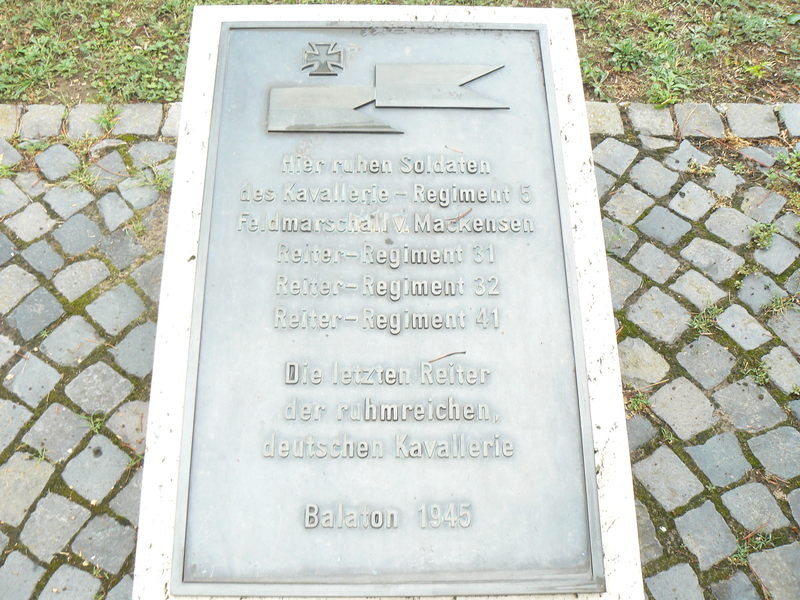 Hier ruhen Soldaten
des Kavallerie-Regiment 5
Feldmarschall v. Mackensen
Reiter-Regiment 31
Reiter-Regiment 32
Reiter-Regiment 41
Die letzten Reiter
der ruhmreichen,
deutschen Kavallerie
Balaton 1945